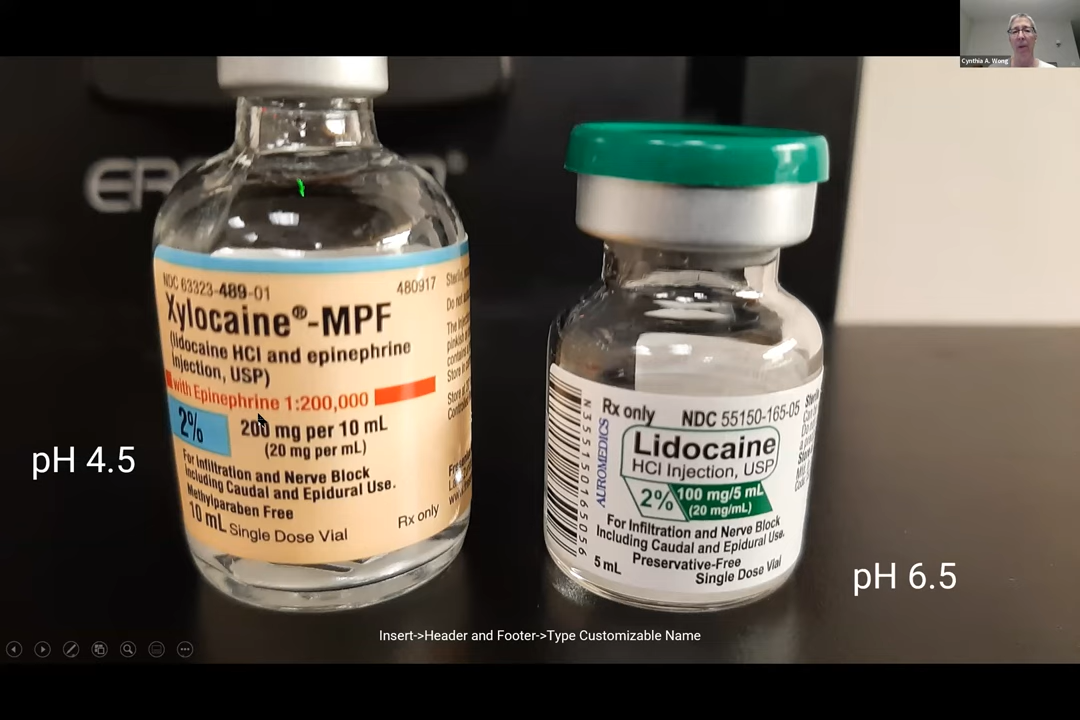 Cynthia A. Wong
NDC 63323-489-01
480917
Xylocaine®-MPF
(lidocaine HCl and epinephrine
Injection, USP)
with Epinephrine 1:200,000
2%
200 mg per 10 mL
(20 mg per mL)
For Infiltration and Nerve Block
Including Caudal and Epidural Use.
Methylparaben Free
10 mL Single Dose Vial
Rx only
pH 4.5
Rx only
NDC 55150-165-05
AUROMEDICS
Lidocaine
HCl Injection, USP
2%
100 mg/5 mL
(20 mg/mL)
For Infiltration and Nerve Block
Including Caudal and Epidural Use.
Preservative-Free
5 mL
Single Dose Vial
pH 6.5
Insert->Header and Footer->Type Customizable Name